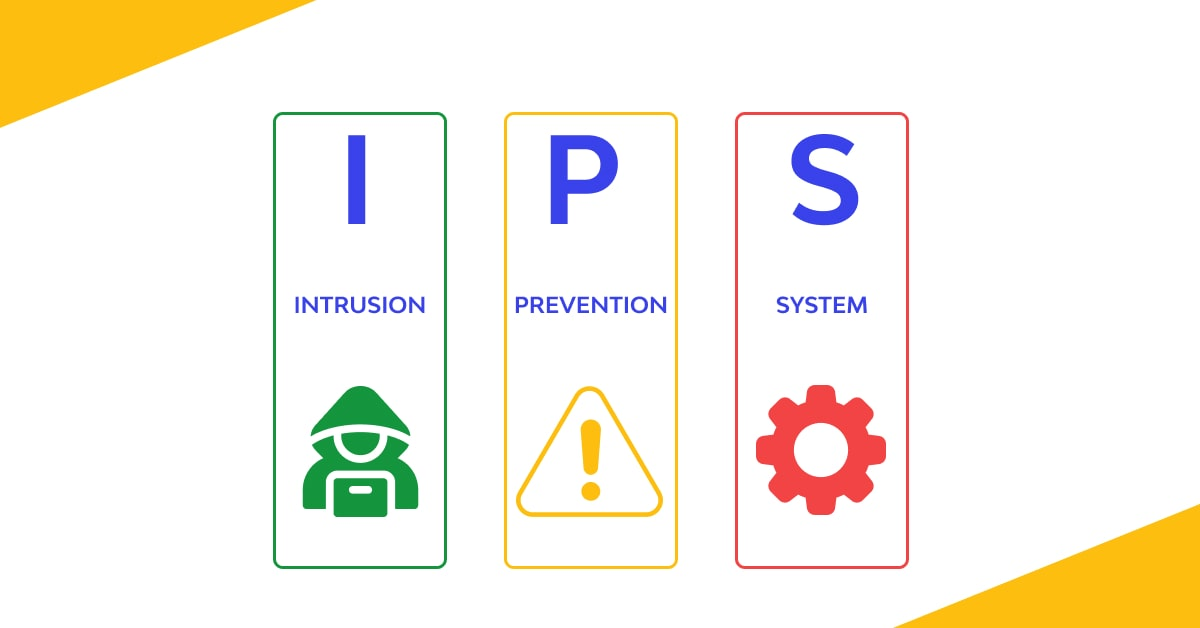 I
P
S
INTRUSION
PREVENTION
SYSTEM